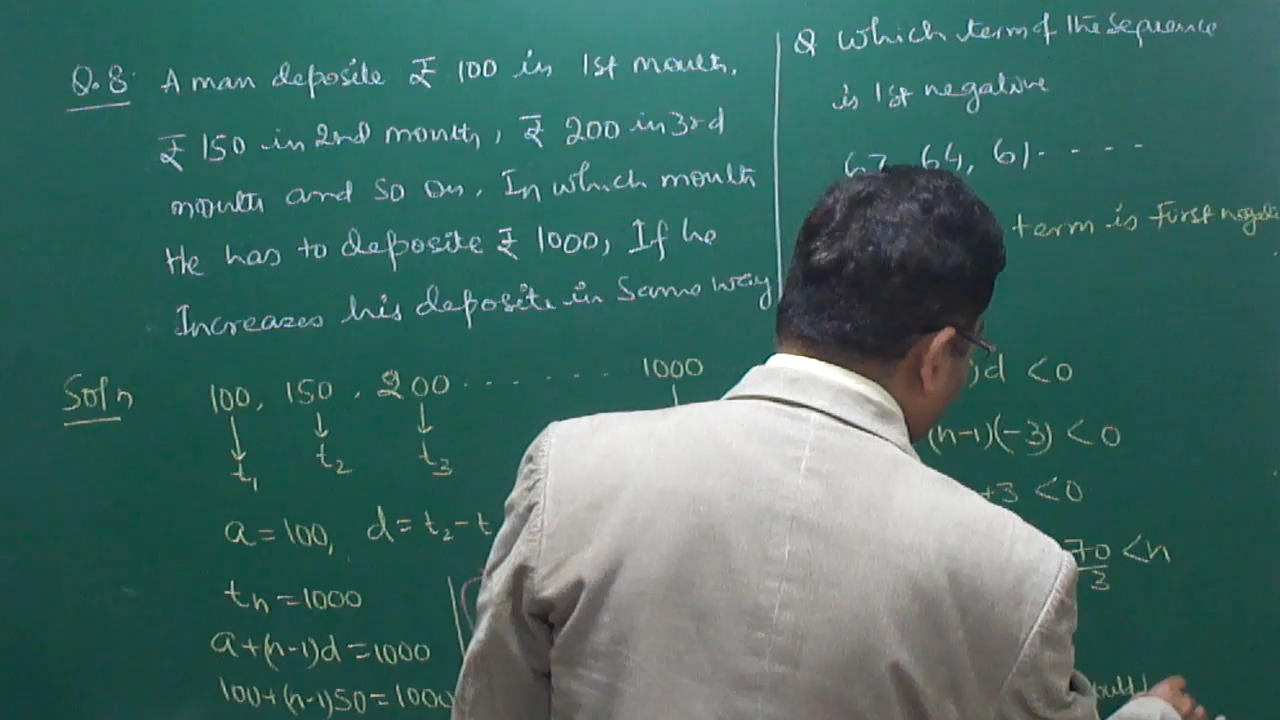 Q.8 A man deposite ₹ 100 in 1st month,
₹ 150 in 2nd month, ₹ 200 in 3rd
month and so on. In which month
He has to deposite ₹ 1000, If he
Increases his deposite in Same way
Soln 100, 150, 200 ........ 1000
t₁ t₂ t₃
a = 100, d = t₂ - t
tn = 1000
a+(n-1)d = 1000
100+(n-1)50 = 1000
Q which term of the sequence
is 1st negative
67, 64, 61, ----
term is First negati
)d < 0
(n-1)(-3) < 0
+3 < 0
70/3 < n